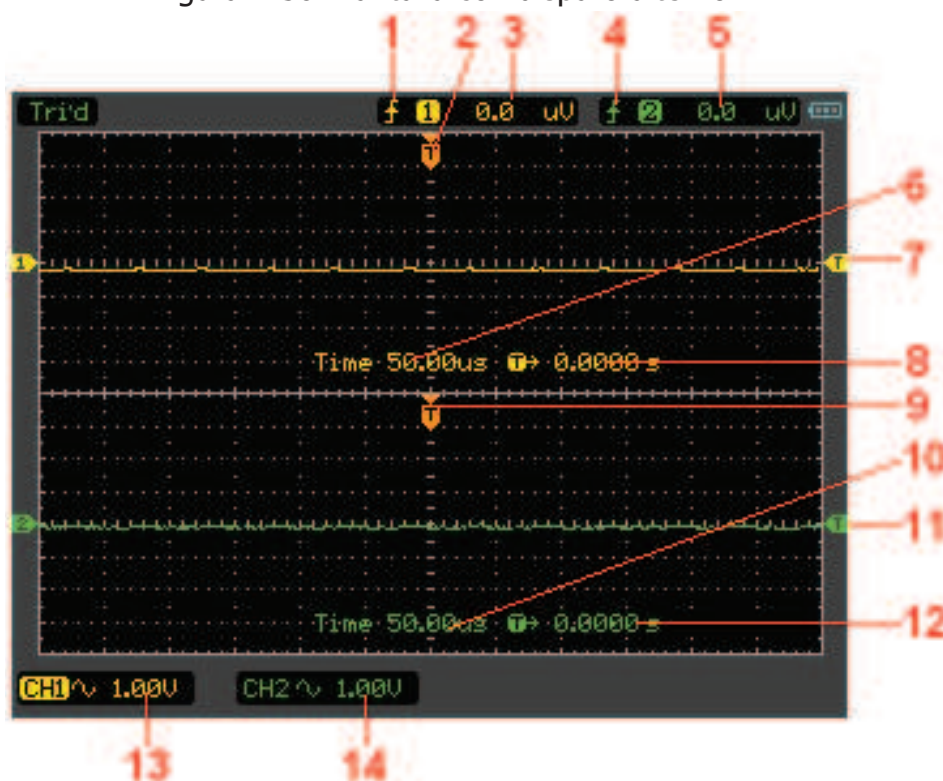 1 2 3 4 5
Tri'd 1 0.0 uV 2 0.0 uV
T
6
1 T 7
Time 50.00us T→ 0.0000 s 8
T 9
10
2 T 11
Time 50.00us T→ 0.0000 s 12
CH1 1.00V CH2 1.00V
13 14